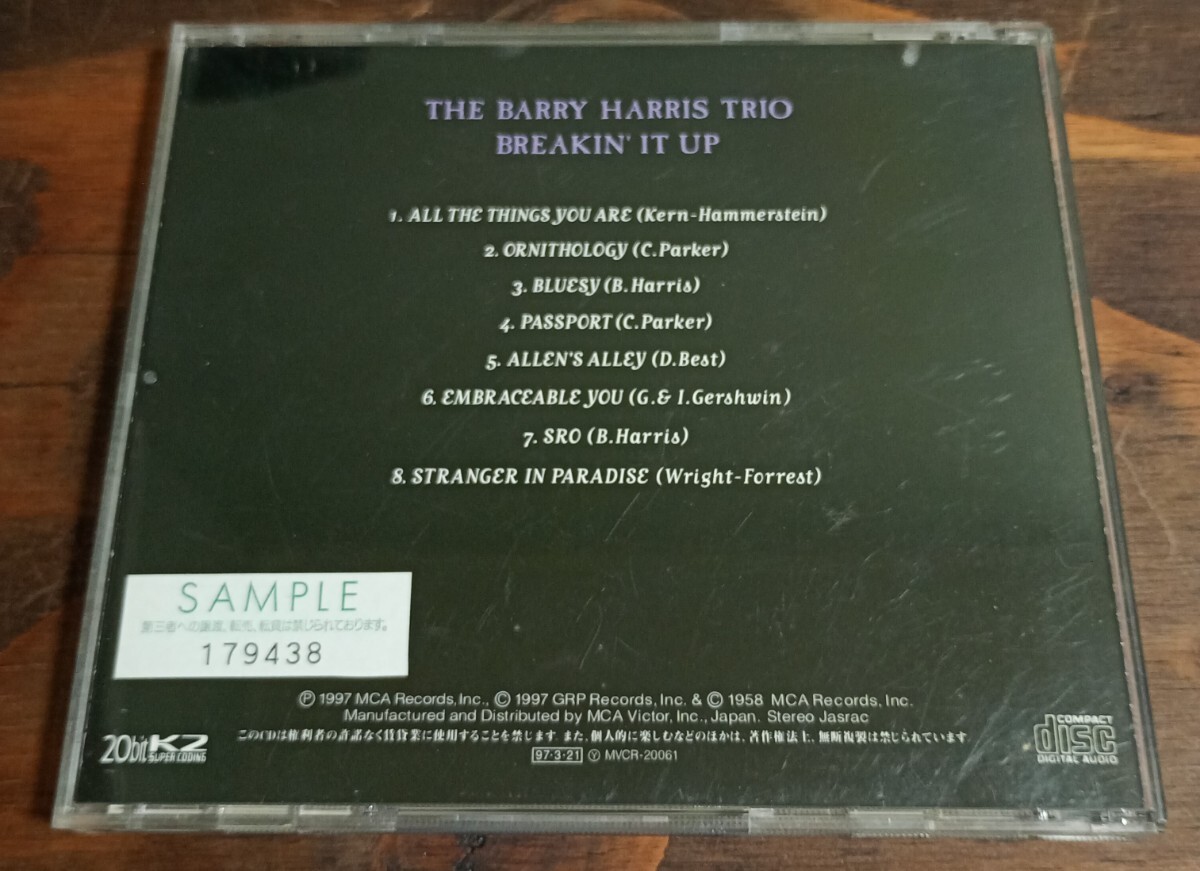 THE BARRY HARRIS TRIO
BREAKIN' IT UP
1. ALL THE THINGS YOU ARE (Kern-Hammerstein)
2. ORNITHOLOGY (C.Parker)
3. BLUESY (B.Harris)
4. PASSPORT (C.Parker)
5. ALLEN'S ALLEY (D.Best)
6. EMBRACEABLE YOU (G.& I.Gershwin)
7. SRO (B.Harris)
8. STRANGER IN PARADISE (Wright-Forrest)
SAMPLE
第三者への譲渡、転売、転貸は禁じられております。
179438
Ⓟ 1997 MCA Records, Inc., © 1997 GRP Records, Inc. & © 1958 MCA Records, Inc.
Manufactured and Distributed by MCA Victor, Inc., Japan. Stereo Jasrac
このCDは権利者の許諾なく賃貸業に使用することを禁じます. また, 個人的に楽しむなどのほかは, 著作権法上, 無断複製は禁じられています.
97・3・21 Ⓥ MVCR-20061
20bit K2 SUPER CODING
COMPACT disc DIGITAL AUDIO